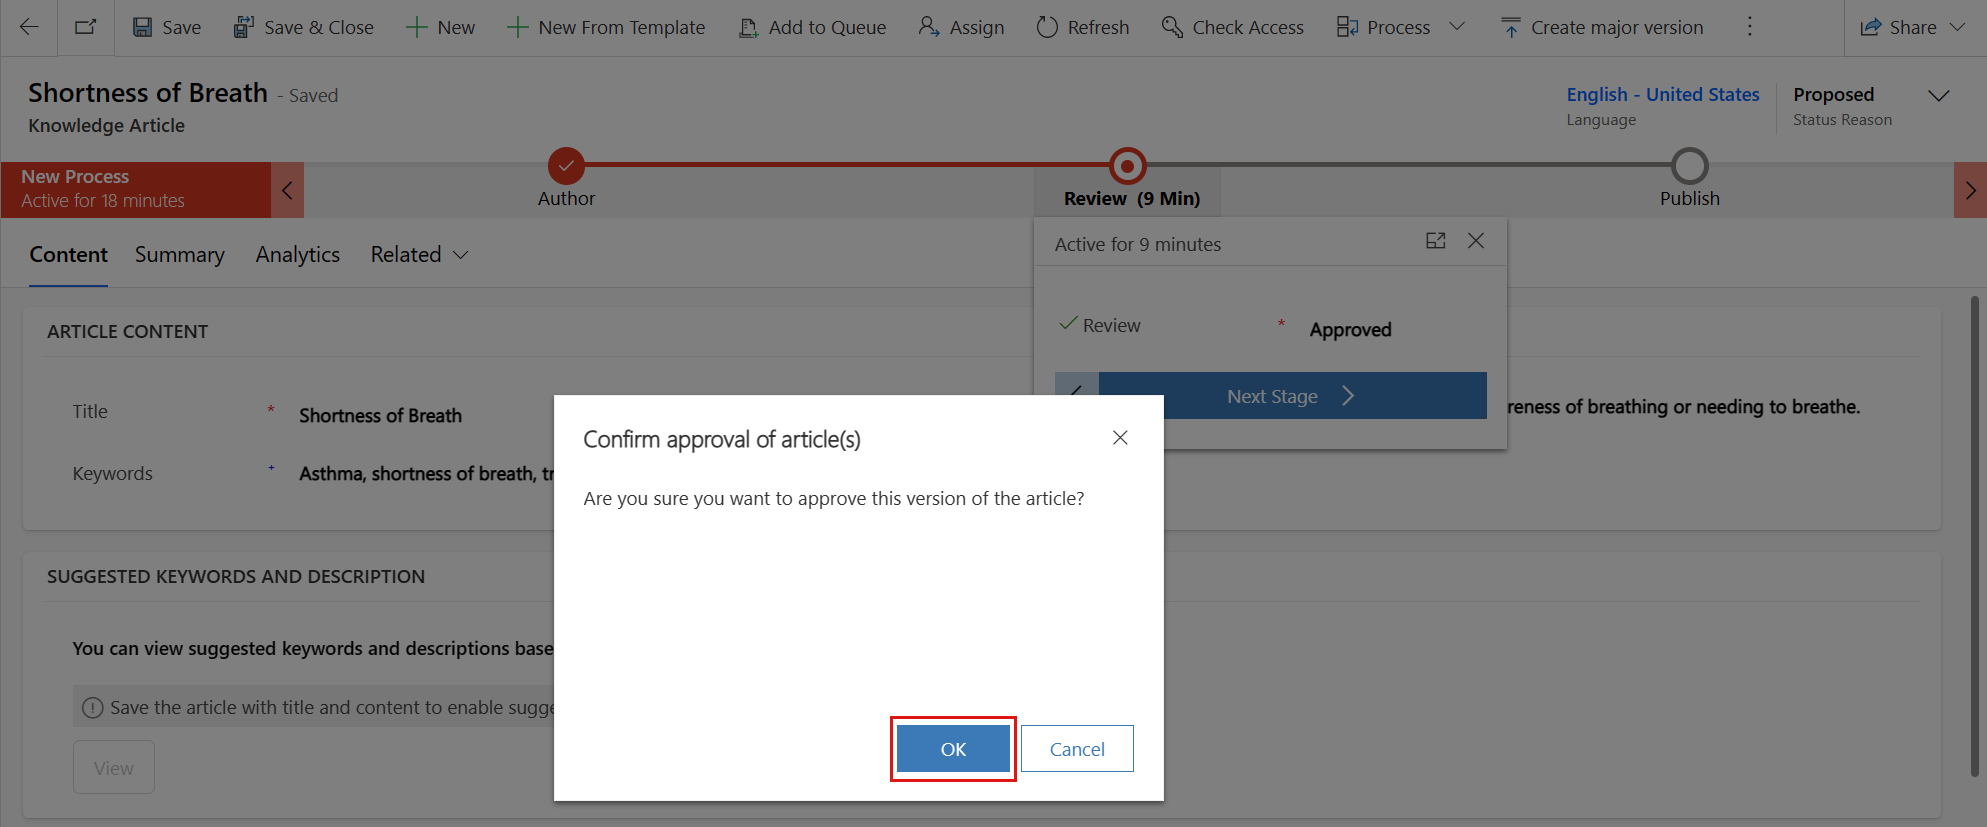 Save
Save & Close
New
New From Template
Add to Queue
Assign
Refresh
Check Access
Process
Create major version
Share
Shortness of Breath - Saved
Knowledge Article
English - United States
Language
Proposed
Status Reason
New Process
Active for 18 minutes
Author
Review (9 Min)
Publish
Content
Summary
Analytics
Related
Active for 9 minutes
Review * Approved
Next Stage
ARTICLE CONTENT
Title * Shortness of Breath
of breathing or needing to breathe.
Keywords + Asthma, shortness of breath,
Confirm approval of article(s)
Are you sure you want to approve this version of the article?
OK
Cancel
SUGGESTED KEYWORDS AND DESCRIPTION
You can view suggested keywords and descriptions
Save the article with title and content to enable
View